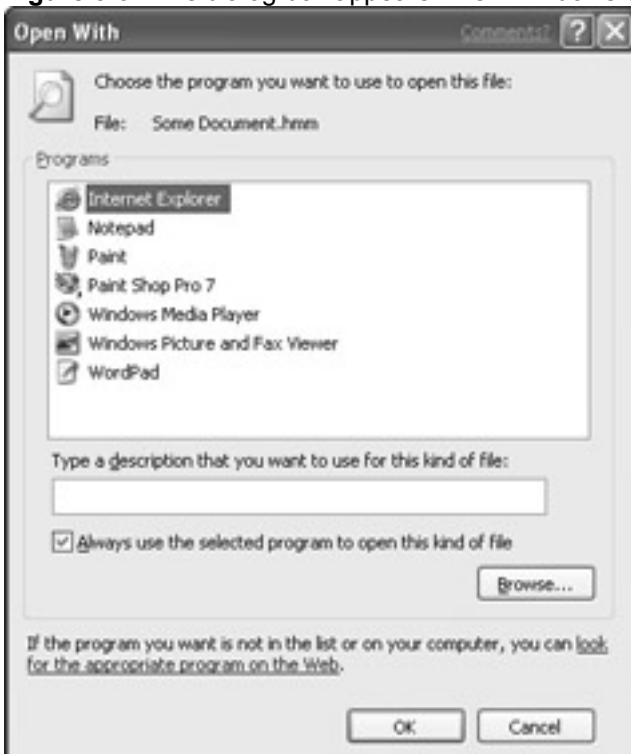 Open With
Comments?
Choose the program you want to use to open this file:
File: Some Document.hmm
Programs
Internet Explorer
Notepad
Paint
Paint Shop Pro 7
Windows Media Player
Windows Picture and Fax Viewer
WordPad
Type a description that you want to use for this kind of file:
Always use the selected program to open this kind of file
Browse...
If the program you want is not in the list or on your computer, you can look
for the appropriate program on the Web.
OK Cancel